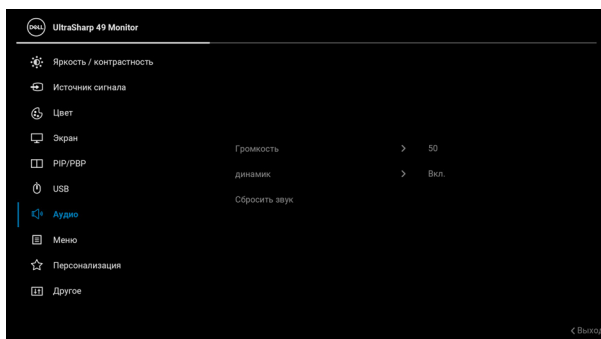 DELL UltraSharp 49 Monitor
Яркость / контрастность
Источник сигнала
Цвет
Экран
Громкость 50
PIP/PBP
динамик Вкл.
USB
Сбросить звук
Аудио
Меню
Персонализация
Другое
Выход